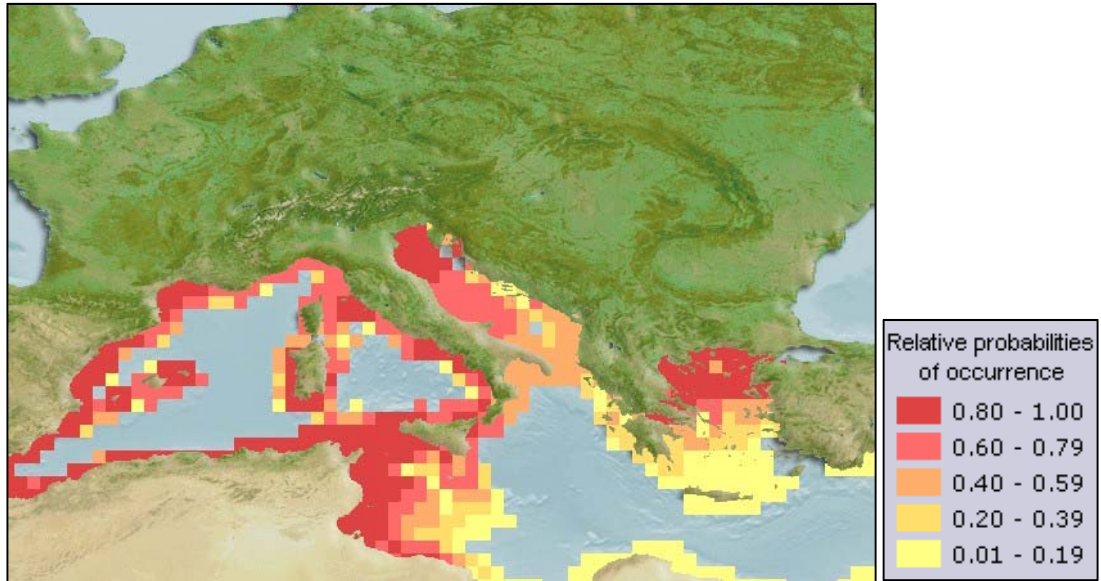 Relative probabilities
of occurrence
0.80 - 1.00
0.60 - 0.79
0.40 - 0.59
0.20 - 0.39
0.01 - 0.19